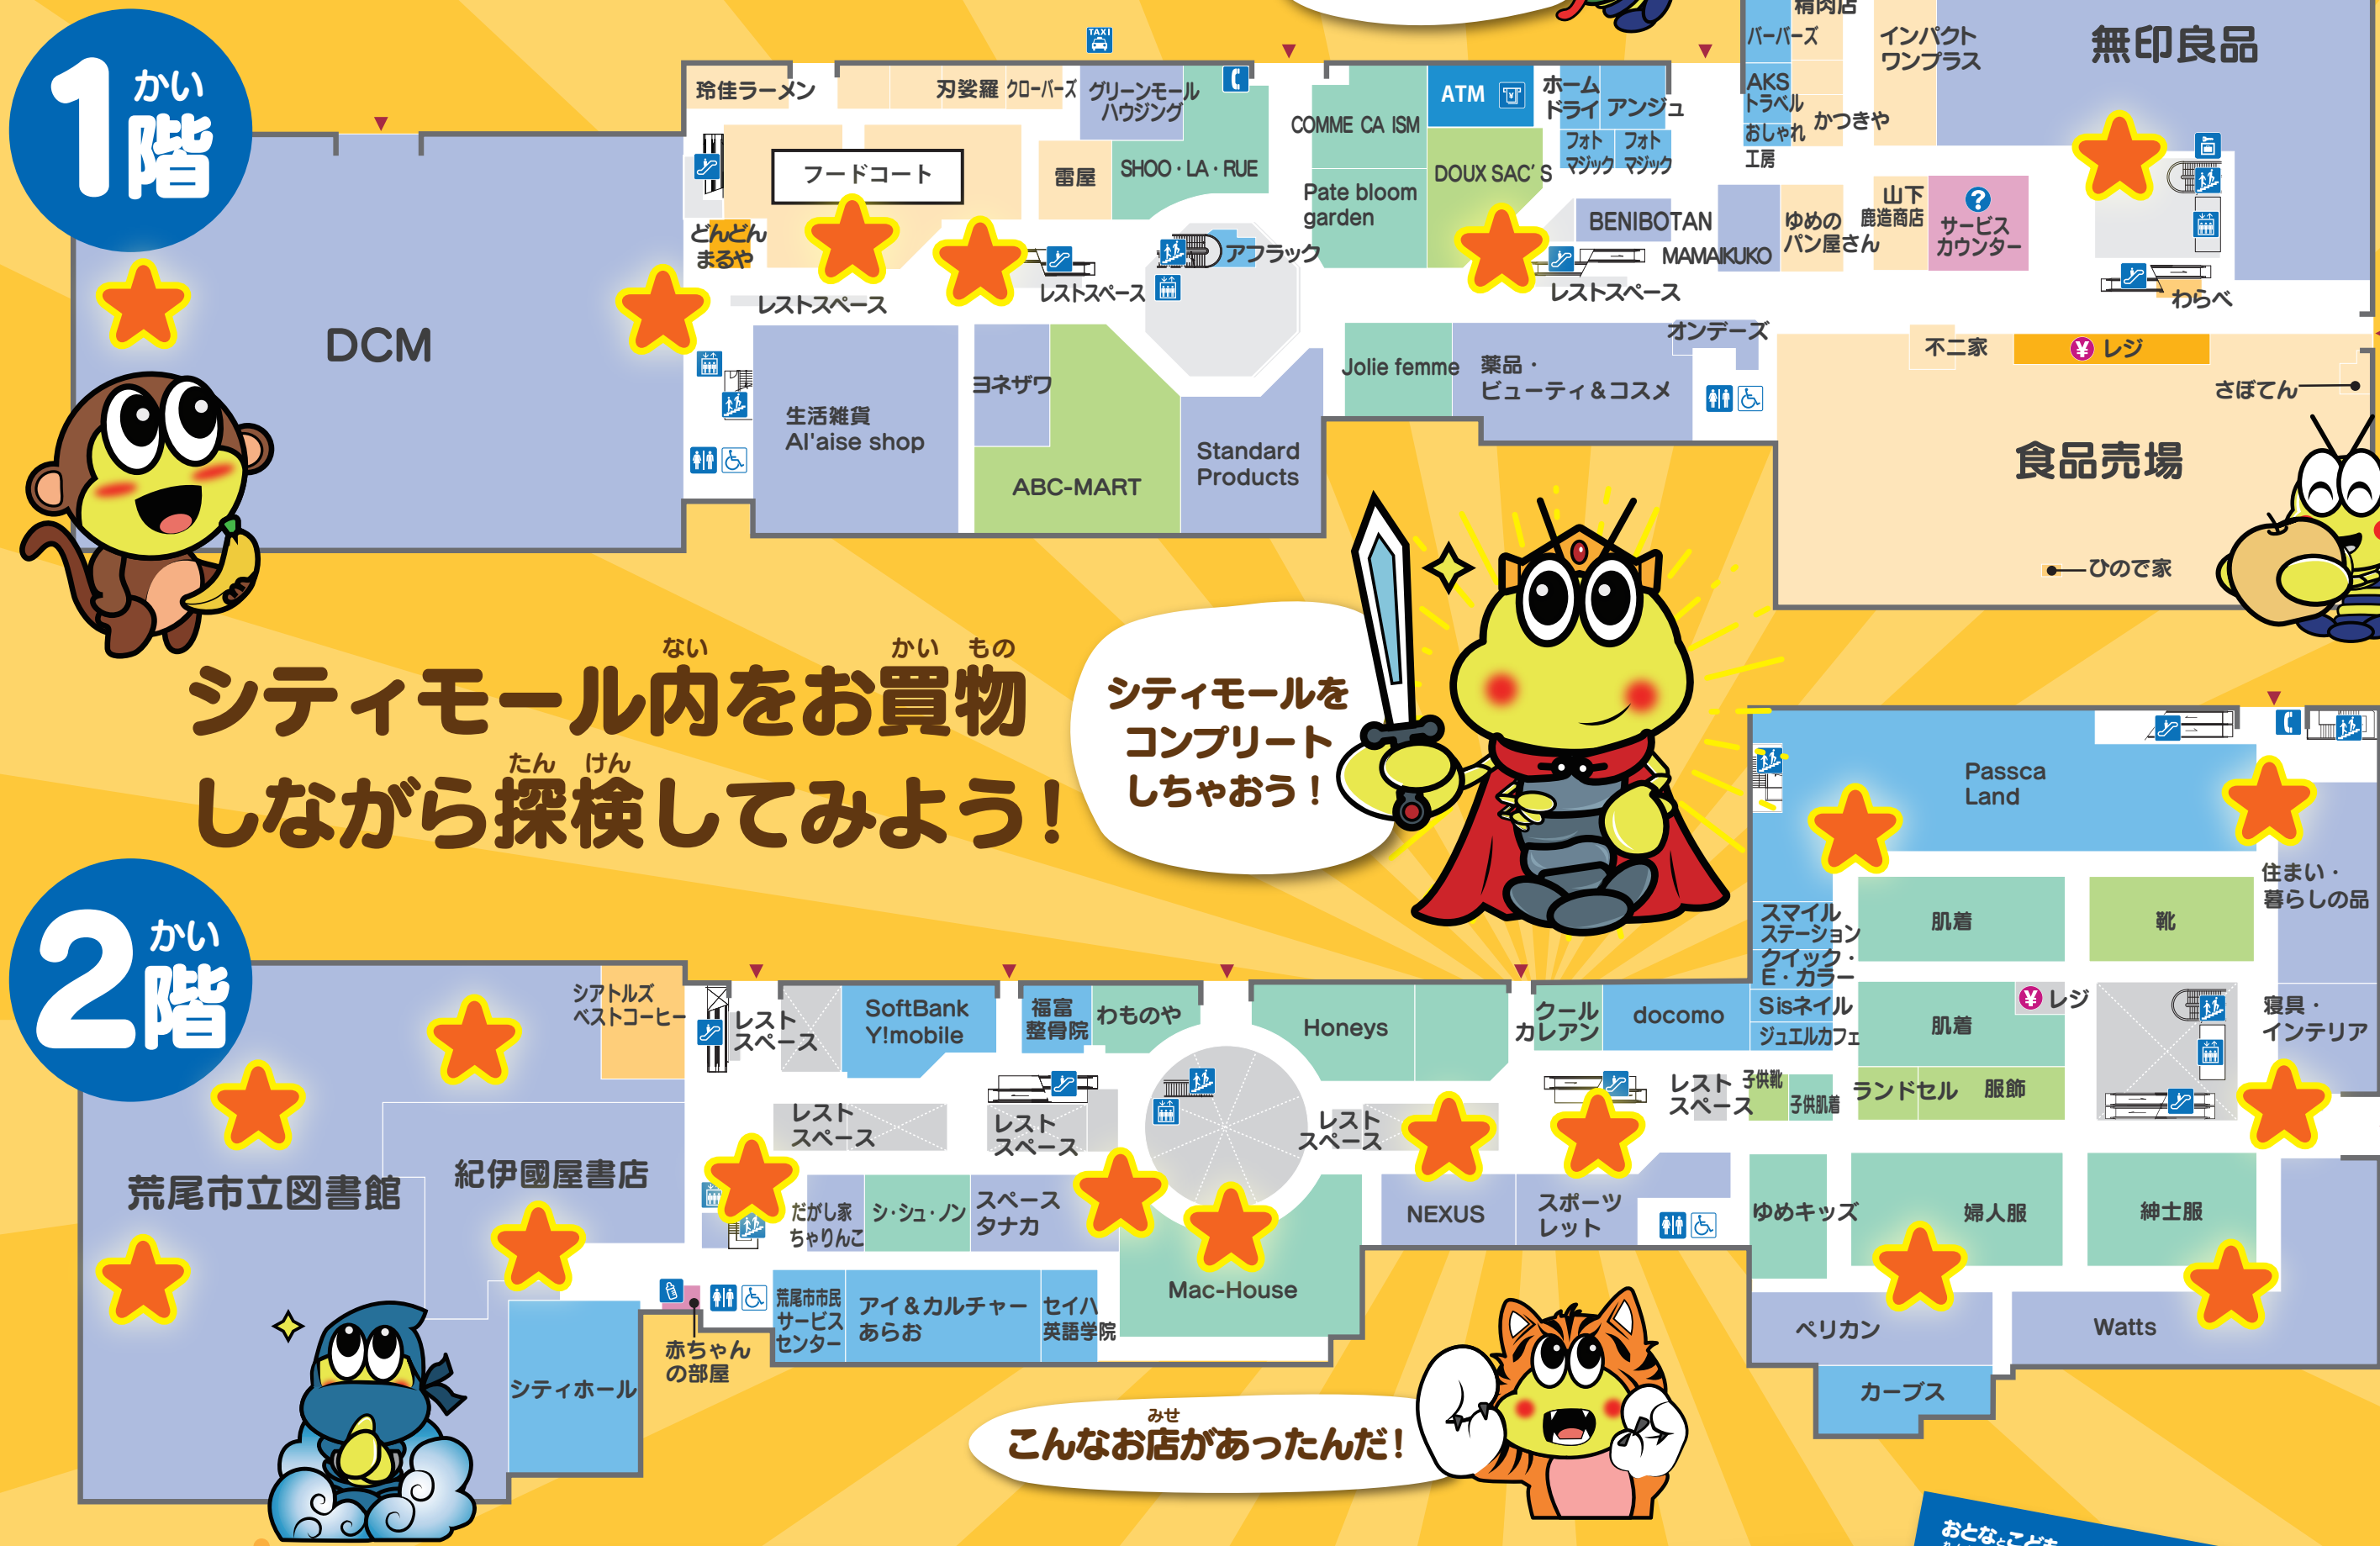 1階
かい
TAXI
玲佳ラーメン
刃娑羅
クローバーズ
グリーンモール
ハウジング
フードコート
雷屋
SHOO・LA・RUE
COMME CA ISM
ATM
ホーム
ドライ
アンジュ
フォト
マジック
フォト
マジック
DOUX SAC'S
Pate bloom
garden
BENIBOTAN
MAMAIKUKO
どんどん
まるや
レストスペース
レストスペース
アフラック
レストスペース
精肉店
バーバーズ
AKS
トラベル
おしゃれ
工房
かつきや
インパクト
ワンプラス
無印良品
ゆめの
パン屋さん
山下
鹿造商店
?
サービス
カウンター
わらべ
DCM
生活雑貨
Al'aise shop
ヨネザワ
ABC-MART
Standard
Products
Jolie femme
薬品・
ビューティ&コスメ
オンデーズ
不二家
¥ レジ
さぼてん
食品売場
ひので家
ない かい もの
シティモール内をお買物
たん けん
しながら探検してみよう!
シティモールを
コンプリート
しちゃおう!
2階
かい
シアトルズ
ベストコーヒー
荒尾市立図書館
紀伊國屋書店
シティホール
赤ちゃん
の部屋
レスト
スペース
SoftBank
Y!mobile
福富
整骨院
わものや
Honeys
クール
カレアン
docomo
レスト
スペース
レスト
スペース
レスト
スペース
レスト
スペース
だがし家
ちゃりんこ
シ・シュ・ノン
スペース
タナカ
Mac-House
NEXUS
スポーツ
レット
荒尾市市民
サービス
センター
アイ&カルチャー
あらお
セイハ
英語学院
Passca
Land
住まい・
暮らしの品
スマイル
ステーション
クイック・
E・カラー
Sisネイル
ジュエルカフェ
肌着
靴
肌着
¥ レジ
寝具・
インテリア
子供靴
子供肌着
ランドセル
服飾
ゆめキッズ
婦人服
紳士服
ペリカン
Watts
カーブス
みせ
こんなお店があったんだ!
おとなとこども